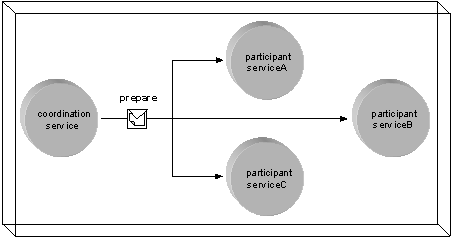 coordination
service
prepare
participant
serviceA
participant
serviceB
participant
serviceC